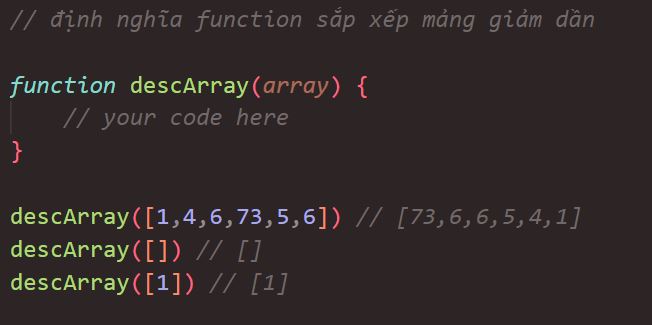 // định nghĩa function sắp xếp mảng giảm dần
function descArray(array) {
// your code here
}
descArray([1,4,6,73,5,6]) // [73,6,6,5,4,1]
descArray([]) // []
descArray([1]) // [1]